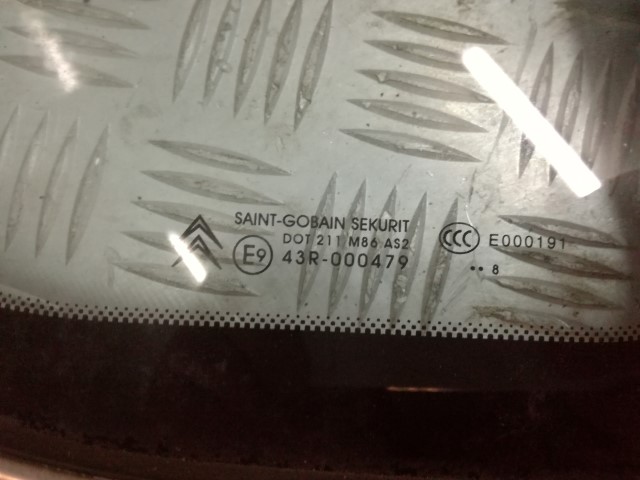 SAINT-GOBAIN SEKURIT
DOT 211 M86 AS2
E9 43R-000479
CCC E000191
•• 8